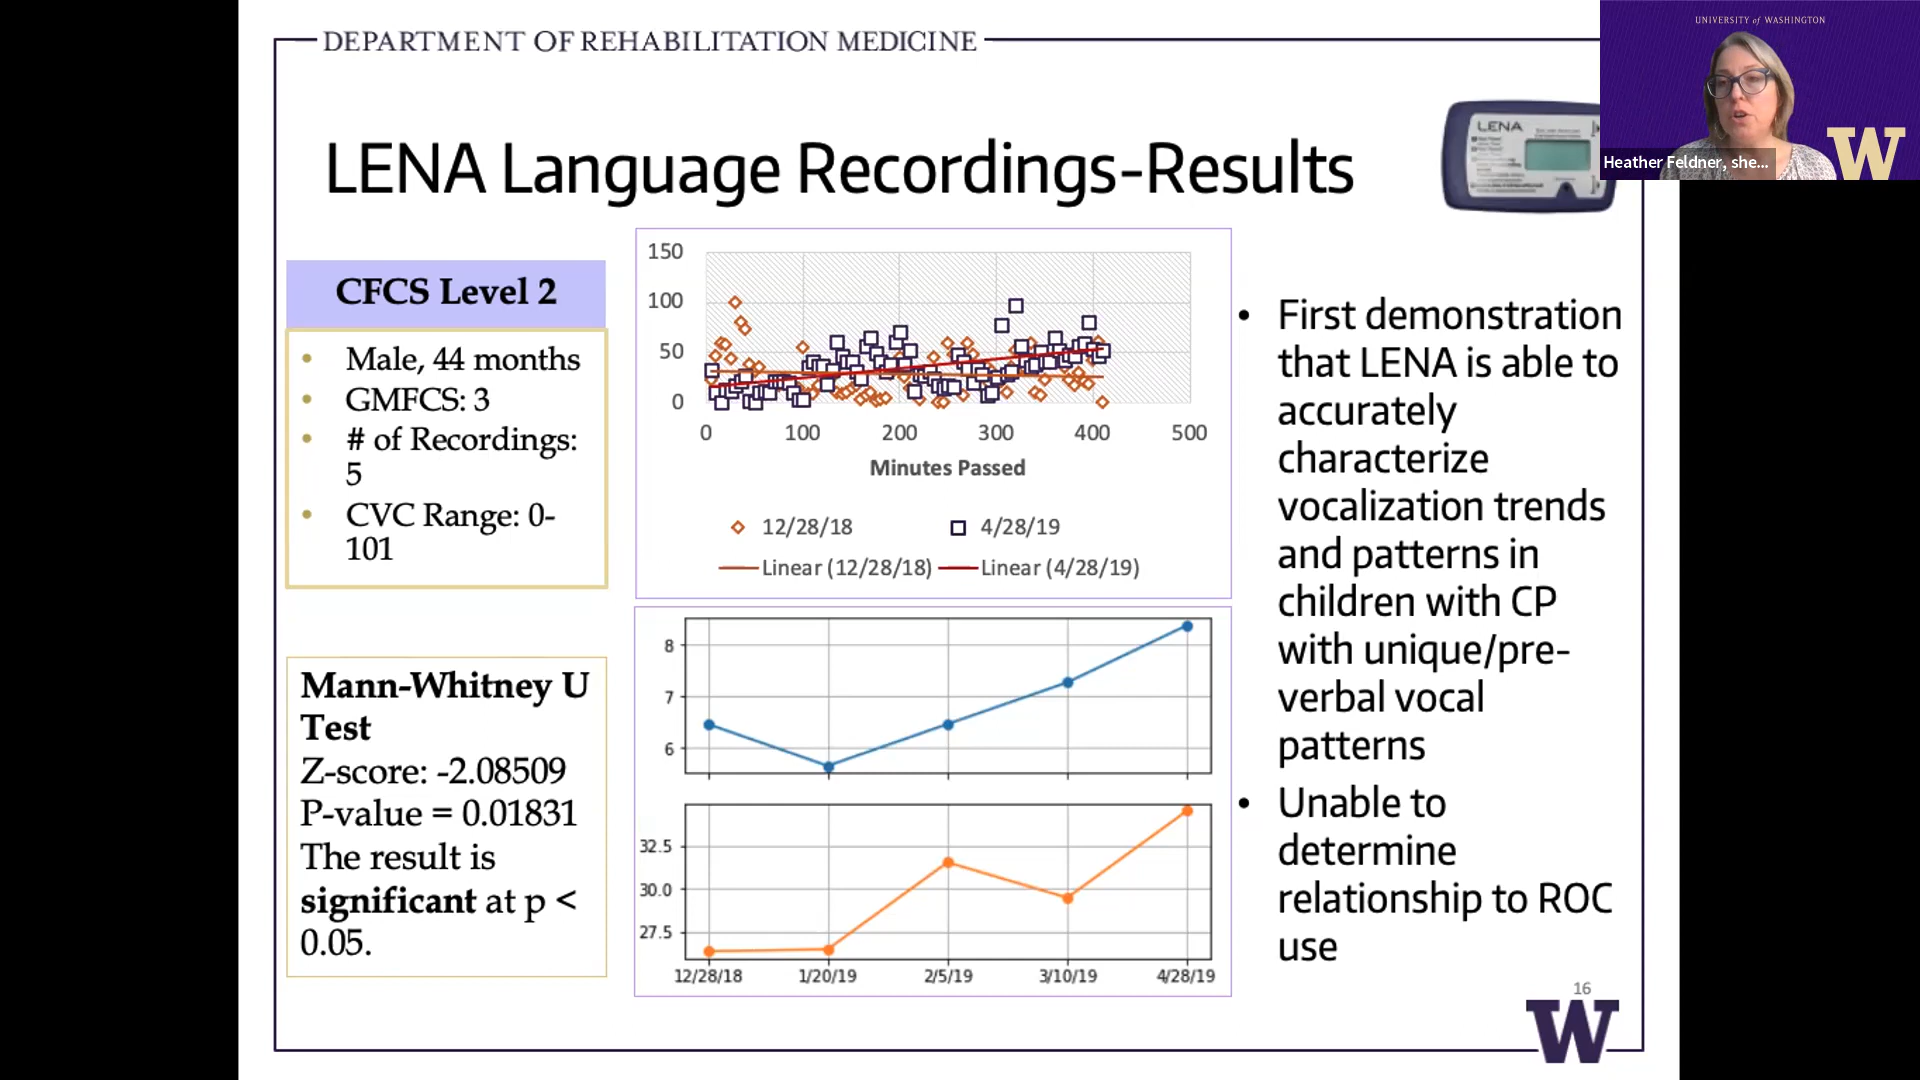 UNIVERSITY of WASHINGTON
DEPARTMENT OF REHABILITATION MEDICINE
LENA
W
Heather Feldner, she...
LENA Language Recordings-Results
CFCS Level 2
• Male, 44 months
• GMFCS: 3
• # of Recordings:
5
• CVC Range: 0-
101
Mann-Whitney U
Test
Z-score: -2.08509
P-value = 0.01831
The result is
significant at p <
0.05.
150
100
50
0
0 100 200 300 400 500
Minutes Passed
12/28/18 4/28/19
Linear (12/28/18) Linear (4/28/19)
8
7
6
32.5
30.0
27.5
12/28/18 1/20/19 2/5/19 3/10/19 4/28/19
• First demonstration
that LENA is able to
accurately
characterize
vocalization trends
and patterns in
children with CP
with unique/pre-
verbal vocal
patterns
• Unable to
determine
relationship to ROC
use
16
W